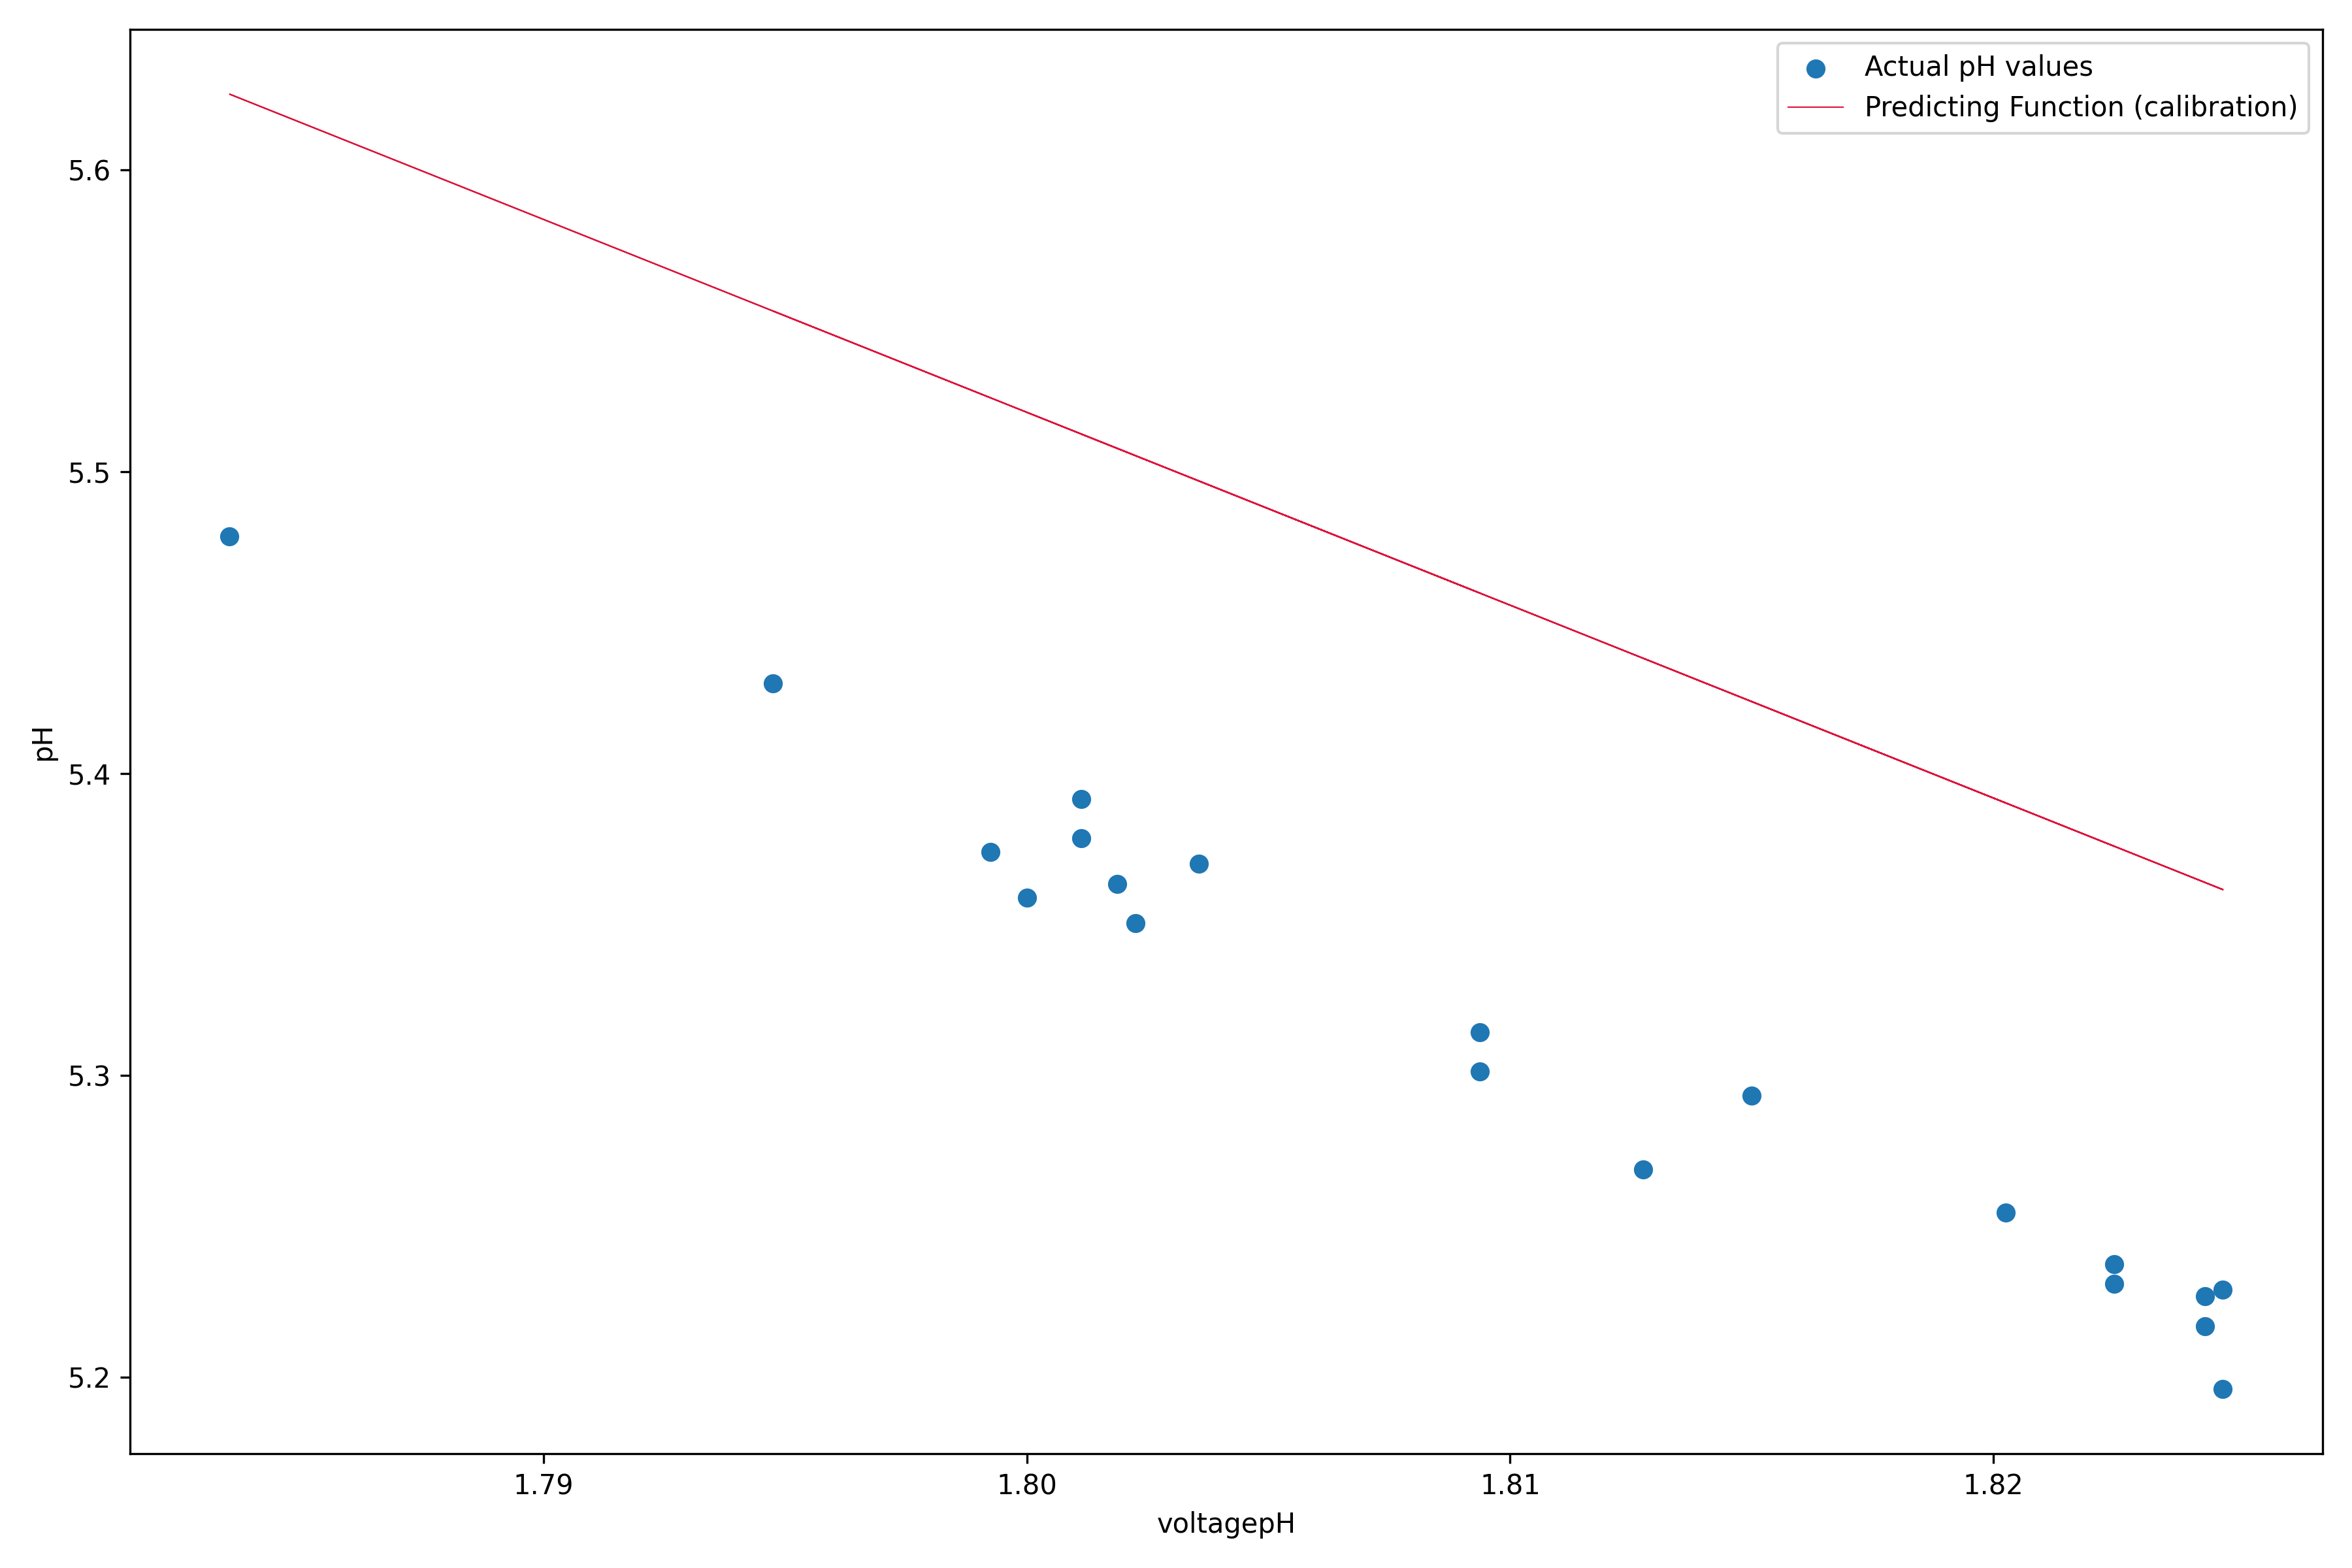 Actual pH values
Predicting Function (calibration)
5.6
5.5
5.4
5.3
5.2
pH
1.79
1.80
1.81
1.82
voltagepH